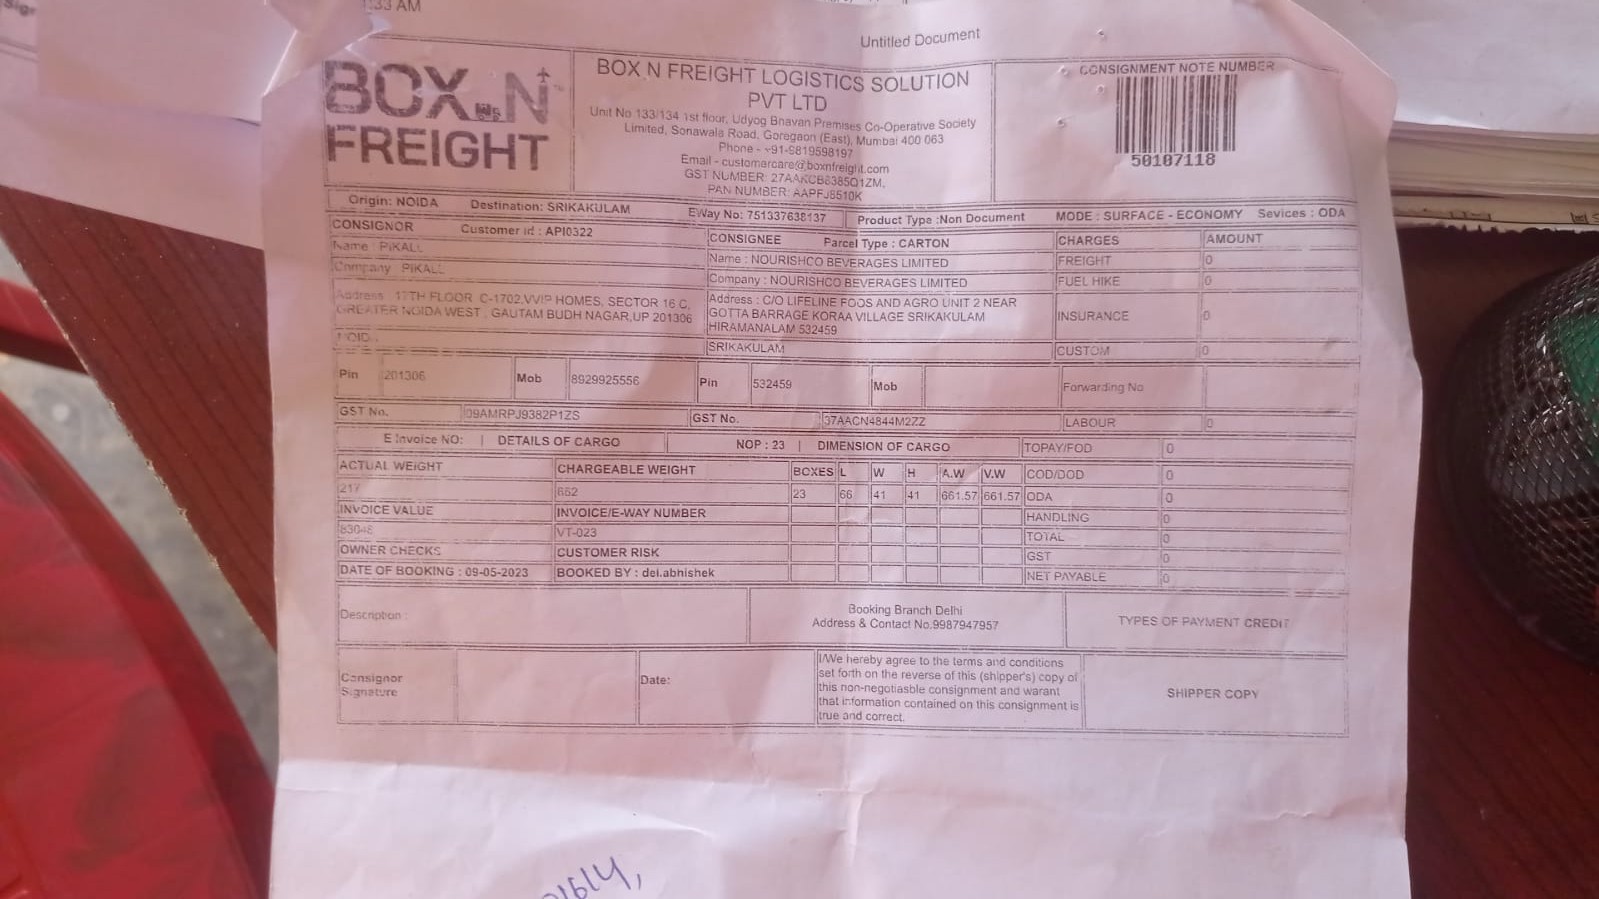 :33 AM
Untitled Document
BOX N FREIGHT
BOX N FREIGHT LOGISTICS SOLUTION
PVT LTD
Unit No 133/134 1st flour, Udyog Bhavan Premises Co-Operative Society
Limited, Sonawala Road, Goregaon (East), Mumbai 400 063
Phone - +91-9819598197
Email - customercare@boxnfreight.com
GST NUMBER: 27AAKCB8385Q1ZM,
PAN NUMBER: AAPFJ8510K
CONSIGNMENT NOTE NUMBER
50187118
Origin: NOIDA Destination: SRIKAKULAM EWay No: 751337638137 Product Type :Non Document MODE : SURFACE - ECONOMY Sevices : ODA
CONSIGNOR Customer id : API0322 CONSIGNEE Parcel Type : CARTON CHARGES AMOUNT
Name PIKALL Name : NOURISHCO BEVERAGES LIMITED FREIGHT 0
Company PIKALL Company : NOURISHCO BEVERAGES LIMITED FUEL HIKE 0
Address 17TH FLOOR C-1702,VVIP HOMES, SECTOR 16 C,
GREATER NOIDA WEST , GAUTAM BUDH NAGAR,UP 201306
Address : C/O LIFELINE FOOS AND AGRO UNIT 2 NEAR
GOTTA BARRAGE KORAA VILLAGE SRIKAKULAM
HIRAMANALAM 532459
INSURANCE 0
SRIKAKULAM CUSTOM 0
Pin 201306 Mob 8929925556 Pin 532459 Mob Forwarding No
GST No. 09AMRPJ9382P1ZS GST No. 37AACN4844M2ZZ LABOUR 0
E Invoice NO: | DETAILS OF CARGO NOP : 23 | DIMENSION OF CARGO TOPAY/FOD 0
ACTUAL WEIGHT CHARGEABLE WEIGHT BOXES L W H A.W V.W COD/DOD 0
217 662 23 66 41 41 661.57 661.57 ODA 0
INVOICE VALUE INVOICE/E-WAY NUMBER HANDLING 0
83048 VT-023 TOTAL 0
OWNER CHECKS CUSTOMER RISK GST 0
DATE OF BOOKING : 09-05-2023 BOOKED BY : del.abhishek NET PAYABLE 0
Description :
Booking Branch Delhi
Address & Contact No.9987947957
TYPES OF PAYMENT CREDIT
Consignor
Signature
Date:
I/We hereby agree to the terms and conditions
set forth on the reverse of this (shipper's) copy of
this non-negotiasble consignment and warant
that information contained on this consignment is
true and correct.
SHIPPER COPY